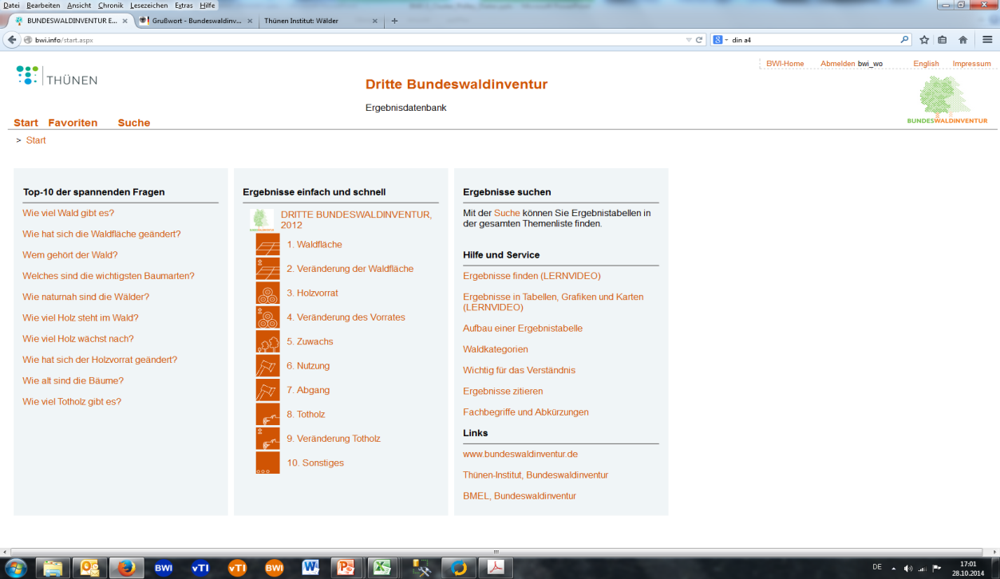 Datei Bearbeiten Ansicht Chronik Lesezeichen Extras Hilfe
BUNDESWALDINVENTUR E... × Grußwort - Bundeswaldinv... × Thünen Institut: Wälder × +
bwi.info/start.aspx din a4
BWI-Home Abmelden bwi_wo English Impressum
THÜNEN
Dritte Bundeswaldinventur
Ergebnisdatenbank
BUNDESWALDINVENTUR
Start Favoriten Suche
> Start
Top-10 der spannenden Fragen
Wie viel Wald gibt es?
Wie hat sich die Waldfläche geändert?
Wem gehört der Wald?
Welches sind die wichtigsten Baumarten?
Wie naturnah sind die Wälder?
Wie viel Holz steht im Wald?
Wie viel Holz wächst nach?
Wie hat sich der Holzvorrat geändert?
Wie alt sind die Bäume?
Wie viel Totholz gibt es?
Ergebnisse einfach und schnell
DRITTE BUNDESWALDINVENTUR,
2012
1. Waldfläche
2. Veränderung der Waldfläche
3. Holzvorrat
4. Veränderung des Vorrates
5. Zuwachs
6. Nutzung
7. Abgang
8. Totholz
9. Veränderung Totholz
10. Sonstiges
Ergebnisse suchen
Mit der Suche können Sie Ergebnistabellen in
der gesamten Themenliste finden.
Hilfe und Service
Ergebnisse finden (LERNVIDEO)
Ergebnisse in Tabellen, Grafiken und Karten
(LERNVIDEO)
Aufbau einer Ergebnistabelle
Waldkategorien
Wichtig für das Verständnis
Ergebnisse zitieren
Fachbegriffe und Abkürzungen
Links
www.bundeswaldinventur.de
Thünen-Institut, Bundeswaldinventur
BMEL, Bundeswaldinventur
BWI vTI vTI BWI
DE 17:01
28.10.2014